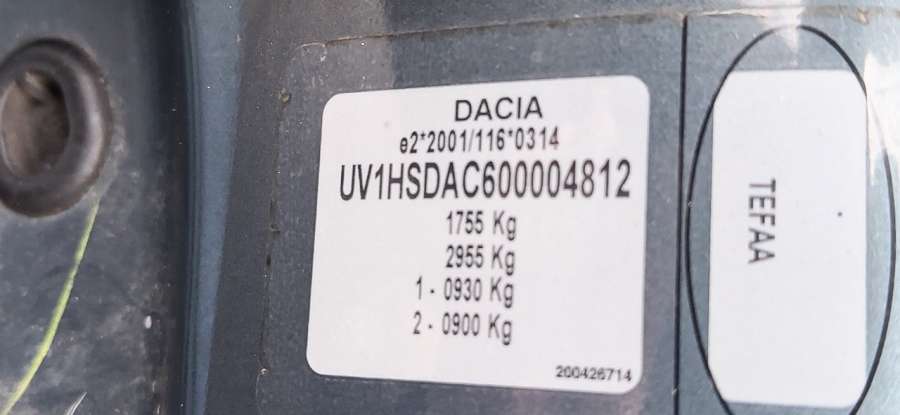 DACIA
e2*2001/116*0314
UV1HSDAC600004812
1755 Kg
2955 Kg
1 - 0930 Kg
2 - 0900 Kg
200426714
TEFAA